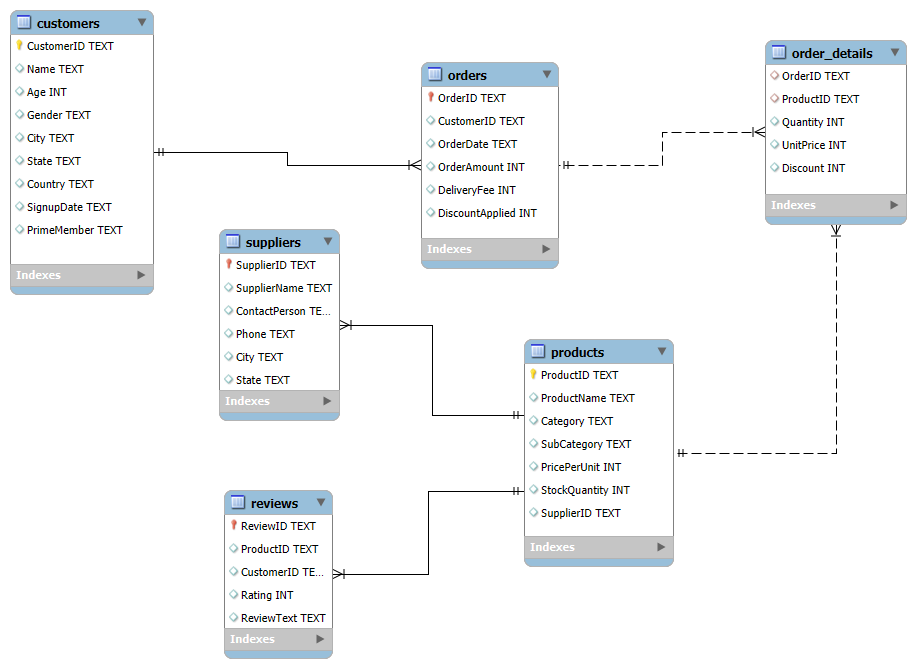 customers
CustomerID TEXT
Name TEXT
Age INT
Gender TEXT
City TEXT
State TEXT
Country TEXT
SignupDate TEXT
PrimeMember TEXT
Indexes
orders
OrderID TEXT
CustomerID TEXT
OrderDate TEXT
OrderAmount INT
DeliveryFee INT
DiscountApplied INT
Indexes
order_details
OrderID TEXT
ProductID TEXT
Quantity INT
UnitPrice INT
Discount INT
Indexes
suppliers
SupplierID TEXT
SupplierName TEXT
ContactPerson TE...
Phone TEXT
City TEXT
State TEXT
Indexes
products
ProductID TEXT
ProductName TEXT
Category TEXT
SubCategory TEXT
PricePerUnit INT
StockQuantity INT
SupplierID TEXT
Indexes
reviews
ReviewID TEXT
ProductID TEXT
CustomerID TE...
Rating INT
ReviewText TEXT
Indexes